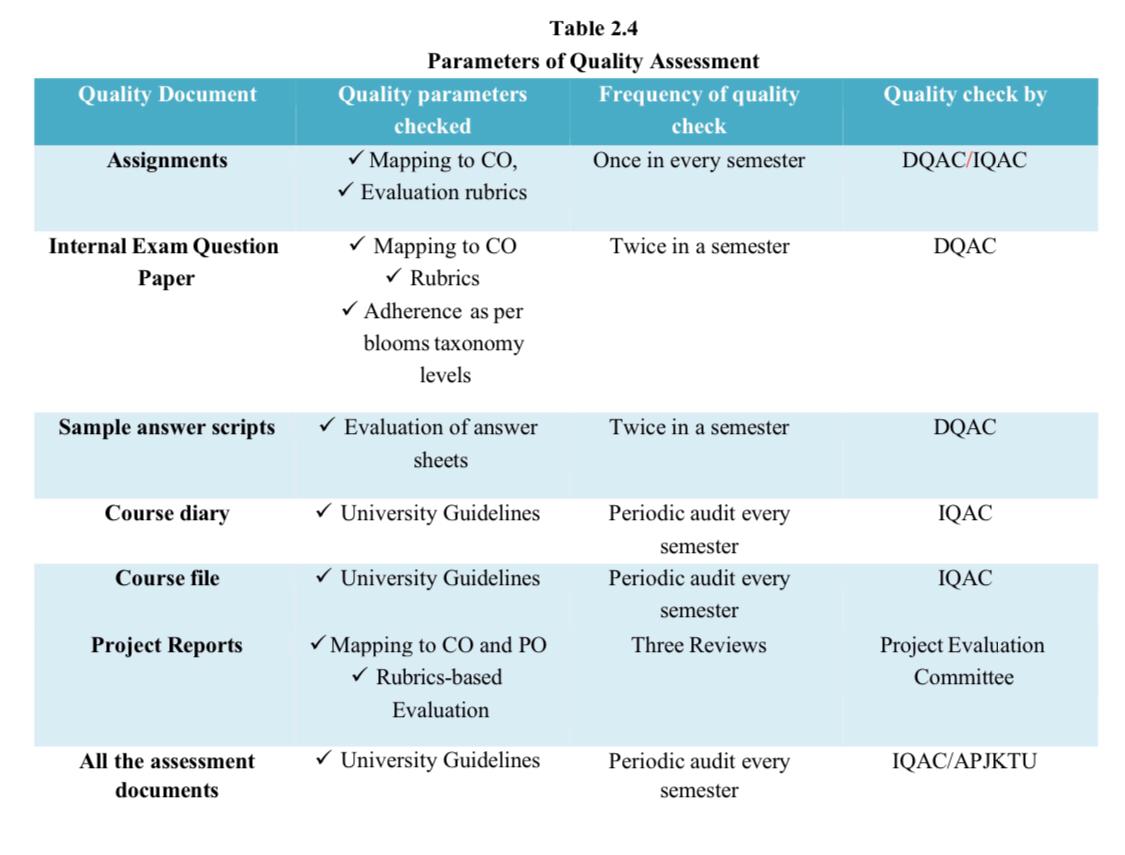 Table 2.4
Parameters of Quality Assessment
Quality Document Quality parameters checked Frequency of quality check Quality check by
Assignments ✓ Mapping to CO, Once in every semester DQAC/IQAC
✓ Evaluation rubrics
Internal Exam Question ✓ Mapping to CO Twice in a semester DQAC
Paper ✓ Rubrics
✓ Adherence as per
blooms taxonomy
levels
Sample answer scripts ✓ Evaluation of answer Twice in a semester DQAC
sheets
Course diary ✓ University Guidelines Periodic audit every IQAC
semester
Course file ✓ University Guidelines Periodic audit every IQAC
semester
Project Reports ✓ Mapping to CO and PO Three Reviews Project Evaluation
✓ Rubrics-based Committee
Evaluation
All the assessment ✓ University Guidelines Periodic audit every IQAC/APJKTU
documents semester